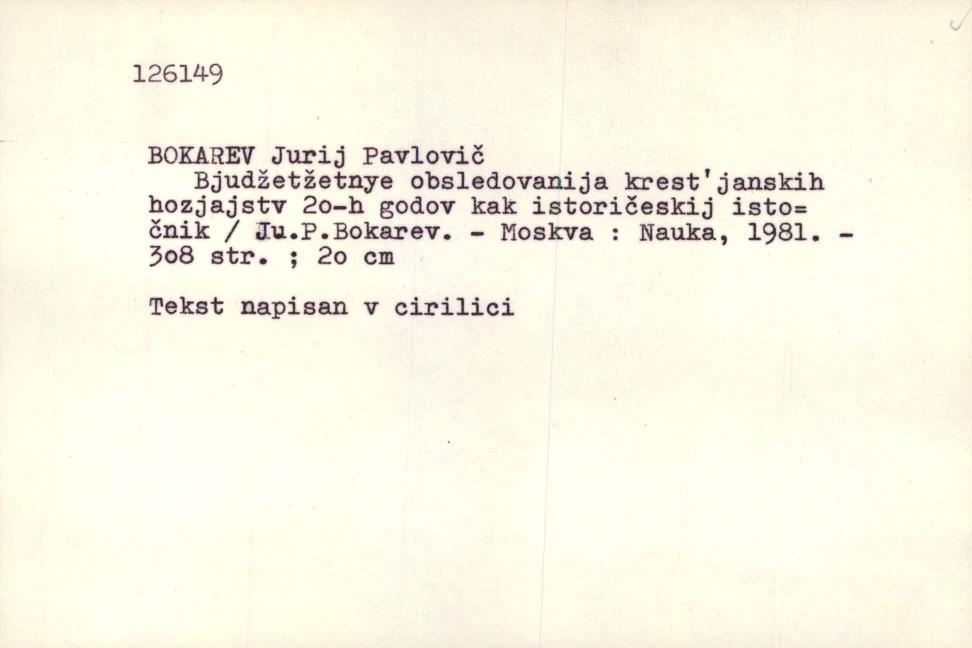 126149
BOKAREV Jurij Pavlovič
Bjudžetžetnye obsledovanija krest'janskih
hozjajstv 2o-h godov kak istoričeskij isto=
čnik / Ju.P.Bokarev. - Moskva : Nauka, 1981. -
3o8 str. ; 2o cm
Tekst napisan v cirilici